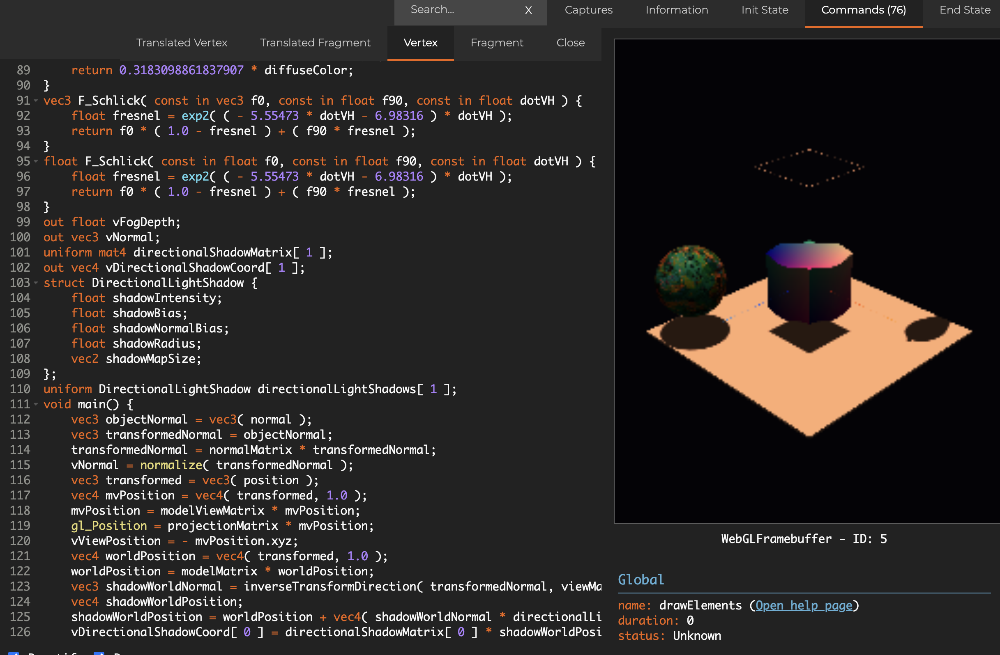 Search... X Captures Information Init State Commands (76) End State
Translated Vertex Translated Fragment Vertex Fragment Close
89 return 0.3183098861837907 * diffuseColor;
90 }
91 vec3 F_Schlick( const in vec3 f0, const in float f90, const in float dotVH ) {
92 float fresnel = exp2( ( - 5.55473 * dotVH - 6.98316 ) * dotVH );
93 return f0 * ( 1.0 - fresnel ) + ( f90 * fresnel );
94 }
95 float F_Schlick( const in float f0, const in float f90, const in float dotVH ) {
96 float fresnel = exp2( ( - 5.55473 * dotVH - 6.98316 ) * dotVH );
97 return f0 * ( 1.0 - fresnel ) + ( f90 * fresnel );
98 }
99 out float vFogDepth;
100 out vec3 vNormal;
101 uniform mat4 directionalShadowMatrix[ 1 ];
102 out vec4 vDirectionalShadowCoord[ 1 ];
103 struct DirectionalLightShadow {
104 float shadowIntensity;
105 float shadowBias;
106 float shadowNormalBias;
107 float shadowRadius;
108 vec2 shadowMapSize;
109 };
110 uniform DirectionalLightShadow directionalLightShadows[ 1 ];
111 void main() {
112 vec3 objectNormal = vec3( normal );
113 vec3 transformedNormal = objectNormal;
114 transformedNormal = normalMatrix * transformedNormal;
115 vNormal = normalize( transformedNormal );
116 vec3 transformed = vec3( position );
117 vec4 mvPosition = vec4( transformed, 1.0 );
118 mvPosition = modelViewMatrix * mvPosition;
119 gl_Position = projectionMatrix * mvPosition;
120 vViewPosition = - mvPosition.xyz;
121 vec4 worldPosition = vec4( transformed, 1.0 );
122 worldPosition = modelMatrix * worldPosition;
123 vec3 shadowWorldNormal = inverseTransformDirection( transformedNormal, viewMa
124 vec4 shadowWorldPosition;
125 shadowWorldPosition = worldPosition + vec4( shadowWorldNormal * directionalLi
126 vDirectionalShadowCoord[ 0 ] = directionalShadowMatrix[ 0 ] * shadowWorldPosi
WebGLFramebuffer - ID: 5
Global
name: drawElements (Open help page)
duration: 0
status: Unknown